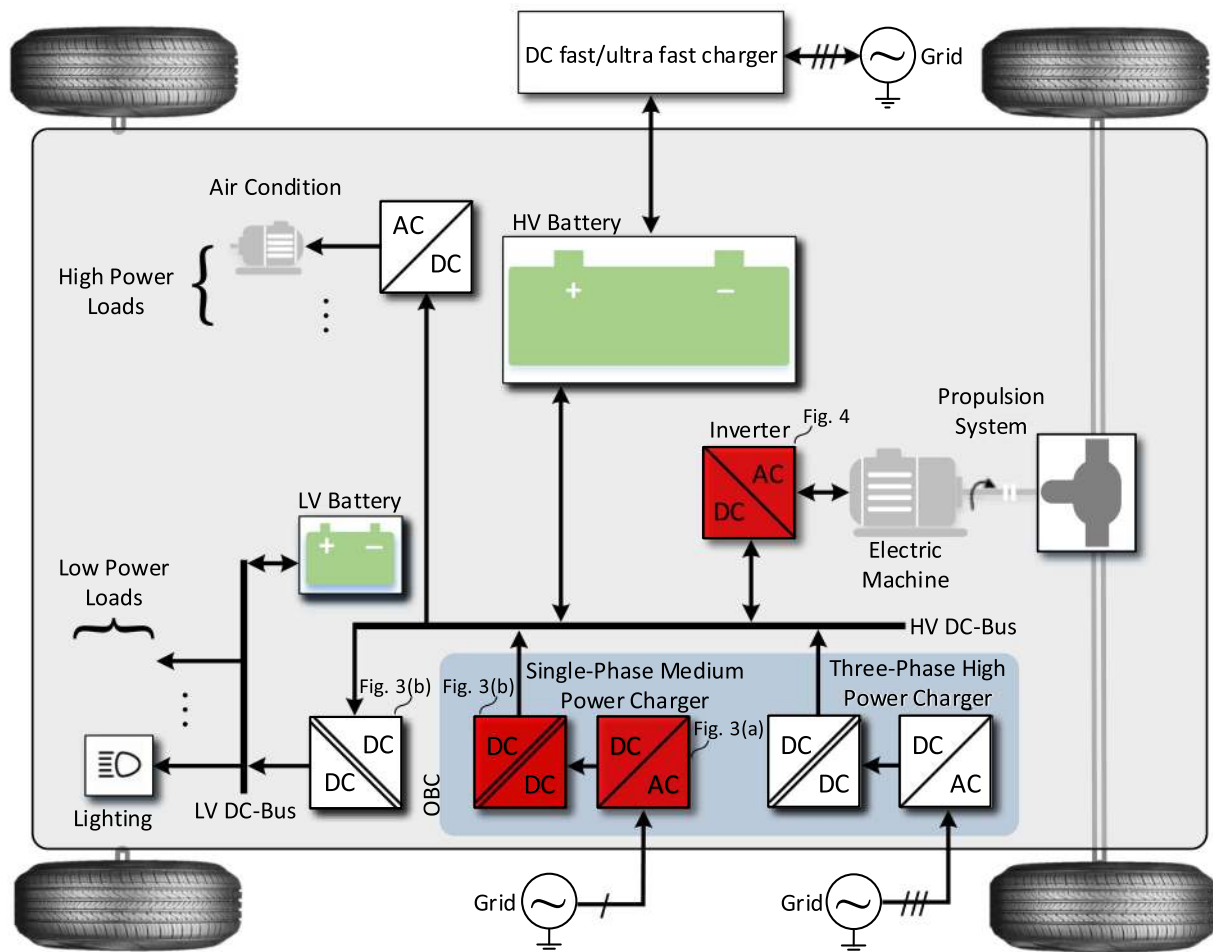 DC fast/ultra fast charger
Grid
Air Condition
AC
DC
HV Battery
+
−
High Power
Loads
Propulsion
System
Fig. 4
Inverter
AC
DC
LV Battery
+
−
Electric
Machine
Low Power
Loads
HV DC-Bus
Single-Phase Medium
Power Charger
Three-Phase High
Power Charger
Fig. 3(b)
Fig. 3(b)
Fig. 3(a)
DC
DC
DC
DC
DC
AC
DC
DC
DC
AC
OBC
Lighting
LV DC-Bus
Grid
Grid